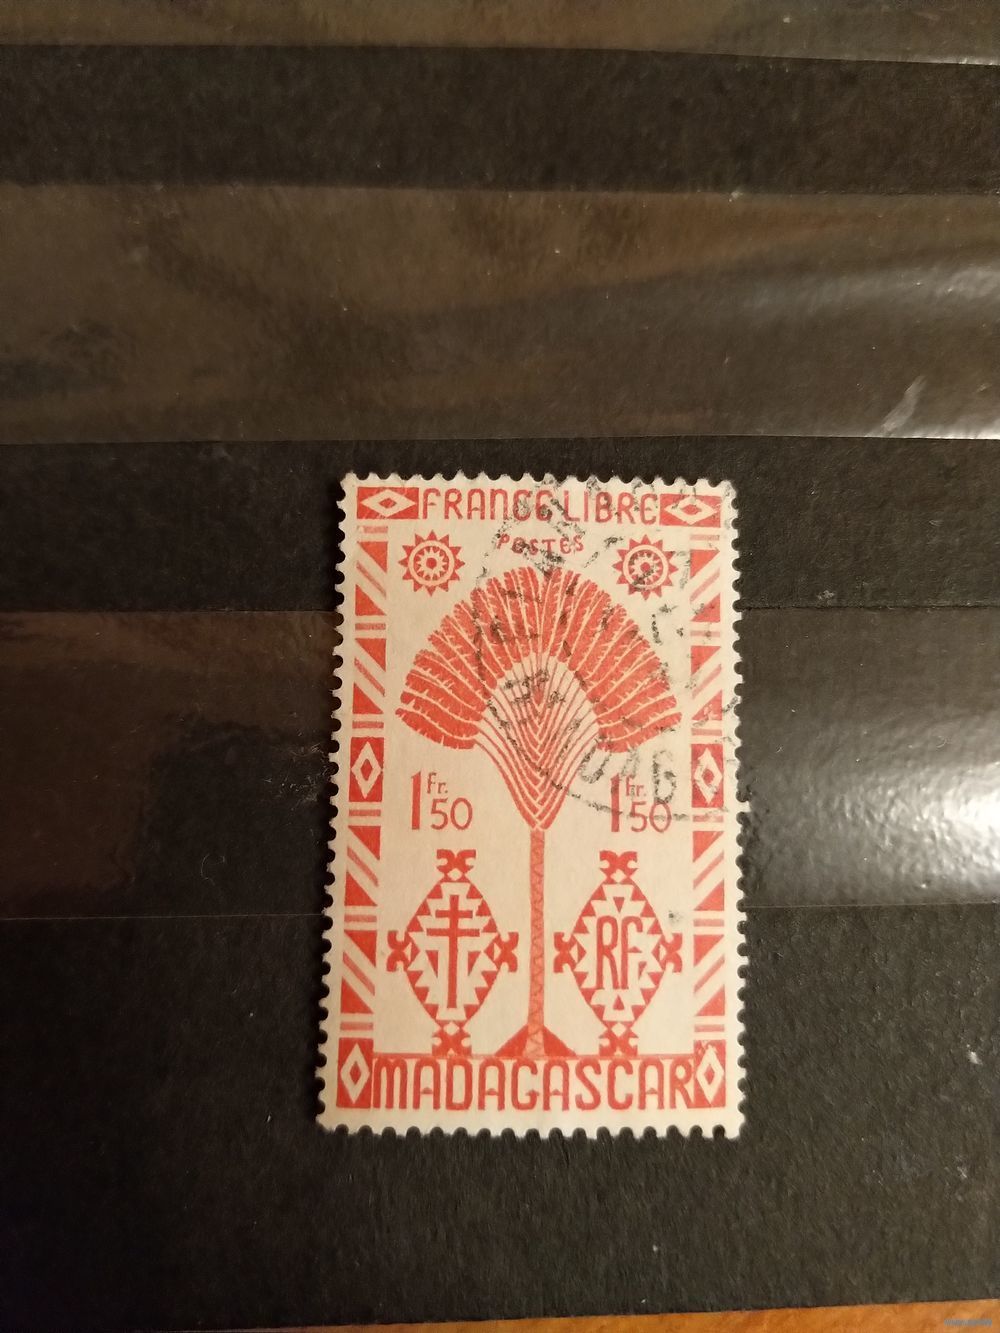 FRANCE LIBRE
POSTES
1 Fr. 50
1 Fr. 50
RF
MADAGASCAR